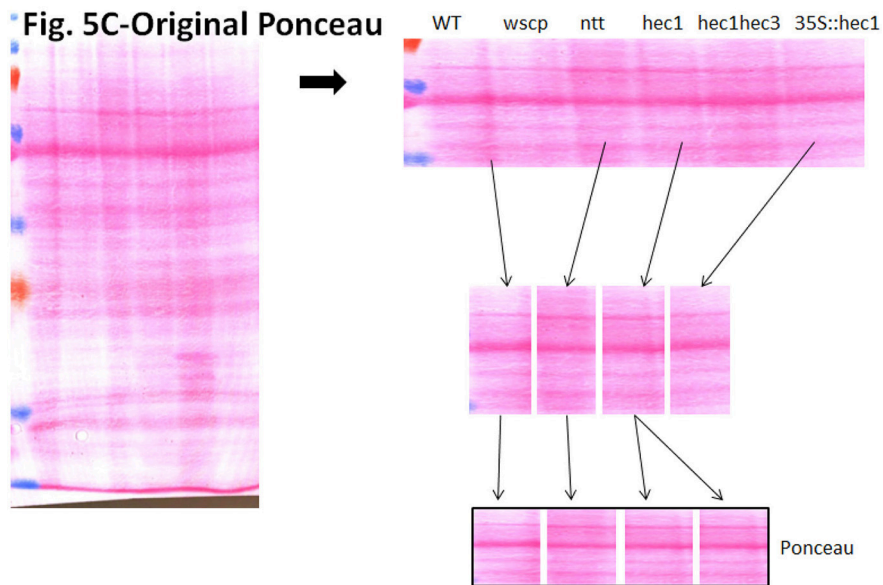 Fig. 5C-Original Ponceau
WT wscp ntt hec1 hec1hec3 35S::hec1
Ponceau